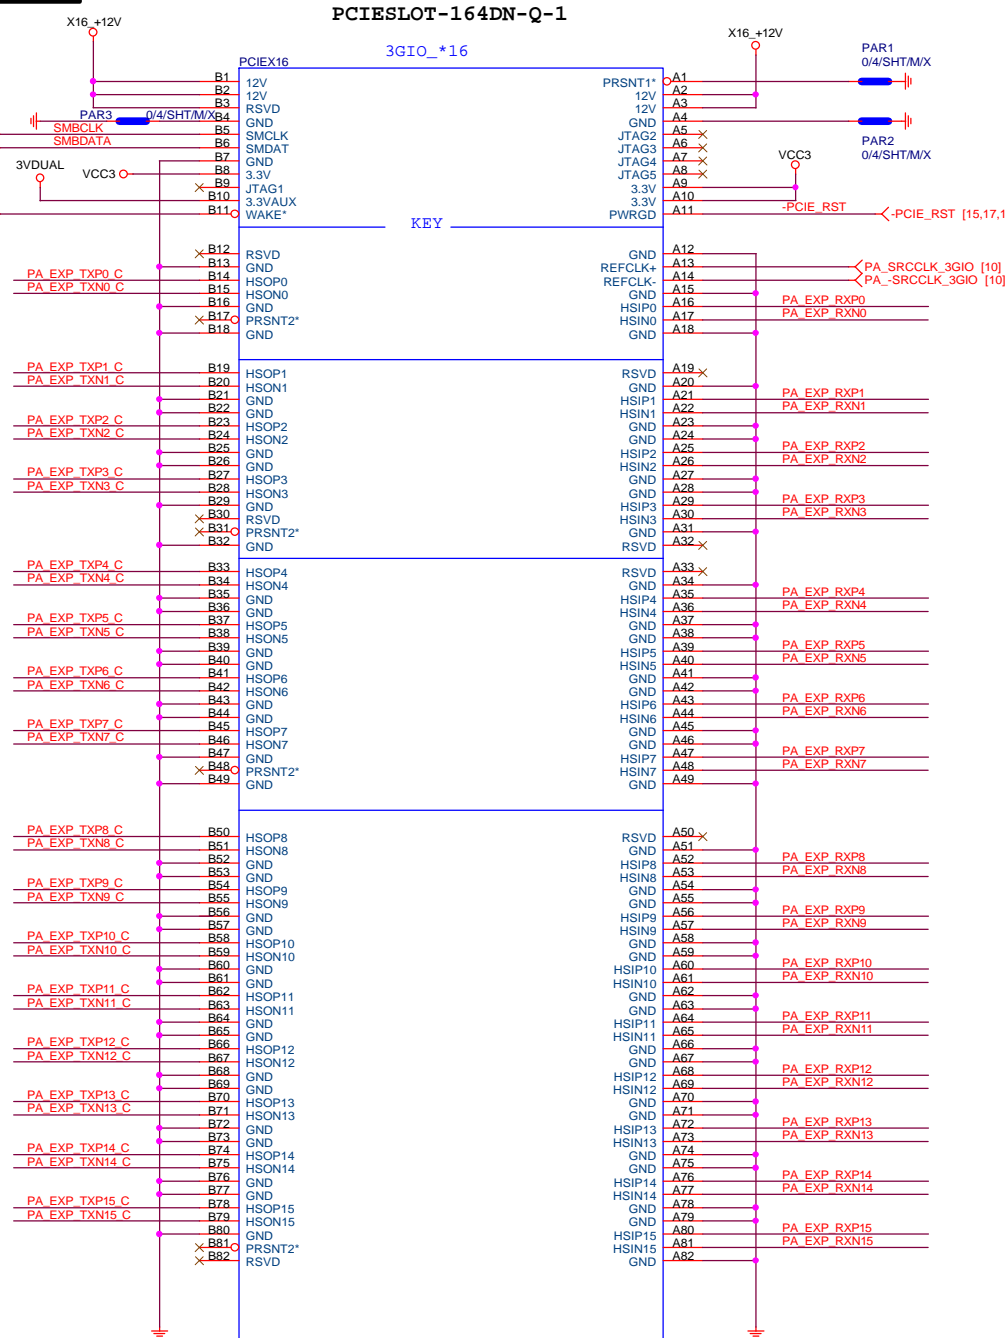 PCIESLOT-164DN-Q-1
X16_+12V
3GIO_*16
X16_+12V
PAR1
0/4/SHT/M/X
PCIEX16
B1 12V PRSNT1* A1
B2 12V 12V A2
B3 RSVD 12V A3
PAR3 0/4/SHT/M/X B4 GND GND A4
SMBCLK B5 SMCLK JTAG2 A5
SMBDATA B6 SMDAT JTAG3 A6
PAR2
0/4/SHT/M/X
B7 GND JTAG4 A7
3VDUAL VCC3 B8 3.3V JTAG5 A8 VCC3
B9 JTAG1 3.3V A9
B10 3.3VAUX 3.3V A10
B11 WAKE* PWRGD A11 -PCIE_RST -PCIE_RST [15,17,1
KEY
B12 RSVD GND A12
B13 GND REFCLK+ A13 PA_SRCCLK_3GIO [10]
PA_EXP_TXP0_C B14 HSOP0 REFCLK- A14 PA_-SRCCLK_3GIO [10]
PA_EXP_TXN0_C B15 HSON0 GND A15
B16 GND HSIP0 A16 PA_EXP_RXP0
B17 PRSNT2* HSIN0 A17 PA_EXP_RXN0
B18 GND GND A18
PA_EXP_TXP1_C B19 HSOP1 RSVD A19
PA_EXP_TXN1_C B20 HSON1 GND A20
B21 GND HSIP1 A21 PA_EXP_RXP1
B22 GND HSIN1 A22 PA_EXP_RXN1
PA_EXP_TXP2_C B23 HSOP2 GND A23
PA_EXP_TXN2_C B24 HSON2 GND A24
B25 GND HSIP2 A25 PA_EXP_RXP2
B26 GND HSIN2 A26 PA_EXP_RXN2
PA_EXP_TXP3_C B27 HSOP3 GND A27
PA_EXP_TXN3_C B28 HSON3 GND A28
B29 GND HSIP3 A29 PA_EXP_RXP3
B30 RSVD HSIN3 A30 PA_EXP_RXN3
B31 PRSNT2* GND A31
B32 GND RSVD A32
PA_EXP_TXP4_C B33 HSOP4 RSVD A33
PA_EXP_TXN4_C B34 HSON4 GND A34
B35 GND HSIP4 A35 PA_EXP_RXP4
B36 GND HSIN4 A36 PA_EXP_RXN4
PA_EXP_TXP5_C B37 HSOP5 GND A37
PA_EXP_TXN5_C B38 HSON5 GND A38
B39 GND HSIP5 A39 PA_EXP_RXP5
B40 GND HSIN5 A40 PA_EXP_RXN5
PA_EXP_TXP6_C B41 HSOP6 GND A41
PA_EXP_TXN6_C B42 HSON6 GND A42
B43 GND HSIP6 A43 PA_EXP_RXP6
B44 GND HSIN6 A44 PA_EXP_RXN6
PA_EXP_TXP7_C B45 HSOP7 GND A45
PA_EXP_TXN7_C B46 HSON7 GND A46
B47 GND HSIP7 A47 PA_EXP_RXP7
B48 PRSNT2* HSIN7 A48 PA_EXP_RXN7
B49 GND GND A49
PA_EXP_TXP8_C B50 HSOP8 RSVD A50
PA_EXP_TXN8_C B51 HSON8 GND A51
B52 GND HSIP8 A52 PA_EXP_RXP8
B53 GND HSIN8 A53 PA_EXP_RXN8
PA_EXP_TXP9_C B54 HSOP9 GND A54
PA_EXP_TXN9_C B55 HSON9 GND A55
B56 GND HSIP9 A56 PA_EXP_RXP9
B57 GND HSIN9 A57 PA_EXP_RXN9
PA_EXP_TXP10_C B58 HSOP10 GND A58
PA_EXP_TXN10_C B59 HSON10 GND A59
B60 GND HSIP10 A60 PA_EXP_RXP10
B61 GND HSIN10 A61 PA_EXP_RXN10
PA_EXP_TXP11_C B62 HSOP11 GND A62
PA_EXP_TXN11_C B63 HSON11 GND A63
B64 GND HSIP11 A64 PA_EXP_RXP11
B65 GND HSIN11 A65 PA_EXP_RXN11
PA_EXP_TXP12_C B66 HSOP12 GND A66
PA_EXP_TXN12_C B67 HSON12 GND A67
B68 GND HSIP12 A68 PA_EXP_RXP12
B69 GND HSIN12 A69 PA_EXP_RXN12
PA_EXP_TXP13_C B70 HSOP13 GND A70
PA_EXP_TXN13_C B71 HSON13 GND A71
B72 GND HSIP13 A72 PA_EXP_RXP13
B73 GND HSIN13 A73 PA_EXP_RXN13
PA_EXP_TXP14_C B74 HSOP14 GND A74
PA_EXP_TXN14_C B75 HSON14 GND A75
B76 GND HSIP14 A76 PA_EXP_RXP14
B77 GND HSIN14 A77 PA_EXP_RXN14
PA_EXP_TXP15_C B78 HSOP15 GND A78
PA_EXP_TXN15_C B79 HSON15 GND A79
B80 GND HSIP15 A80 PA_EXP_RXP15
B81 PRSNT2* HSIN15 A81 PA_EXP_RXN15
B82 RSVD GND A82